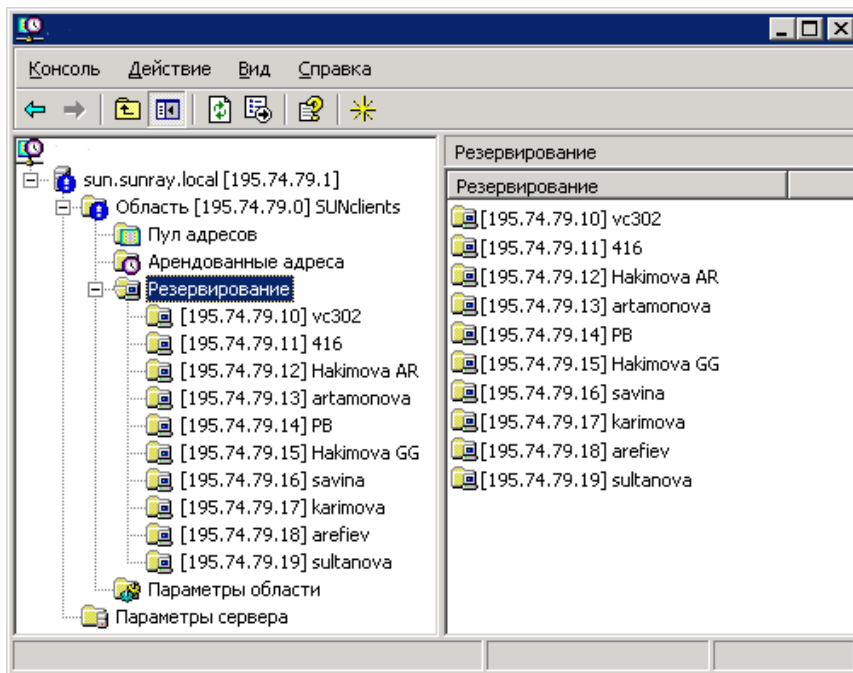 Консоль Действие Вид Справка
sun.sunray.local [195.74.79.1]
Область [195.74.79.0] SUNclients
Пул адресов
Арендованные адреса
Резервирование
[195.74.79.10] vc302
[195.74.79.11] 416
[195.74.79.12] Hakimova AR
[195.74.79.13] artamonova
[195.74.79.14] PB
[195.74.79.15] Hakimova GG
[195.74.79.16] savina
[195.74.79.17] karimova
[195.74.79.18] arefiev
[195.74.79.19] sultanova
Параметры области
Параметры сервера
Резервирование
Резервирование
[195.74.79.10] vc302
[195.74.79.11] 416
[195.74.79.12] Hakimova AR
[195.74.79.13] artamonova
[195.74.79.14] PB
[195.74.79.15] Hakimova GG
[195.74.79.16] savina
[195.74.79.17] karimova
[195.74.79.18] arefiev
[195.74.79.19] sultanova